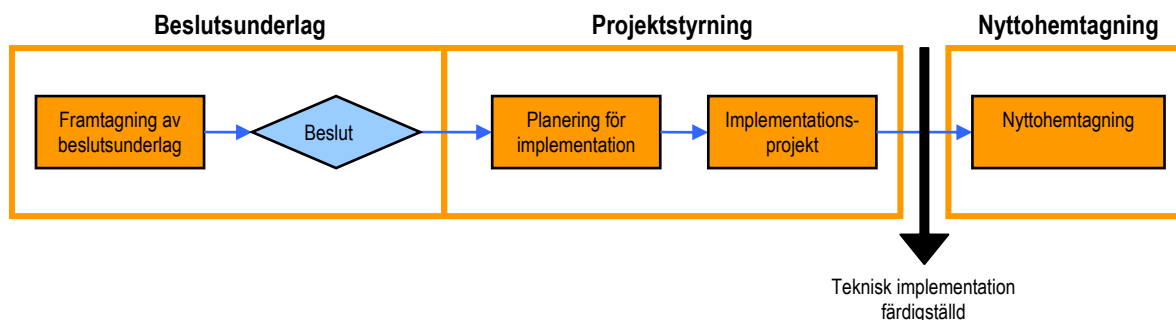 Beslutsunderlag
Projektstyrning
Nyttohemtagning
Framtagning av
beslutsunderlag
Beslut
Planering för
implementation
Implementations-
projekt
Nyttohemtagning
Teknisk implementation
färdigställd